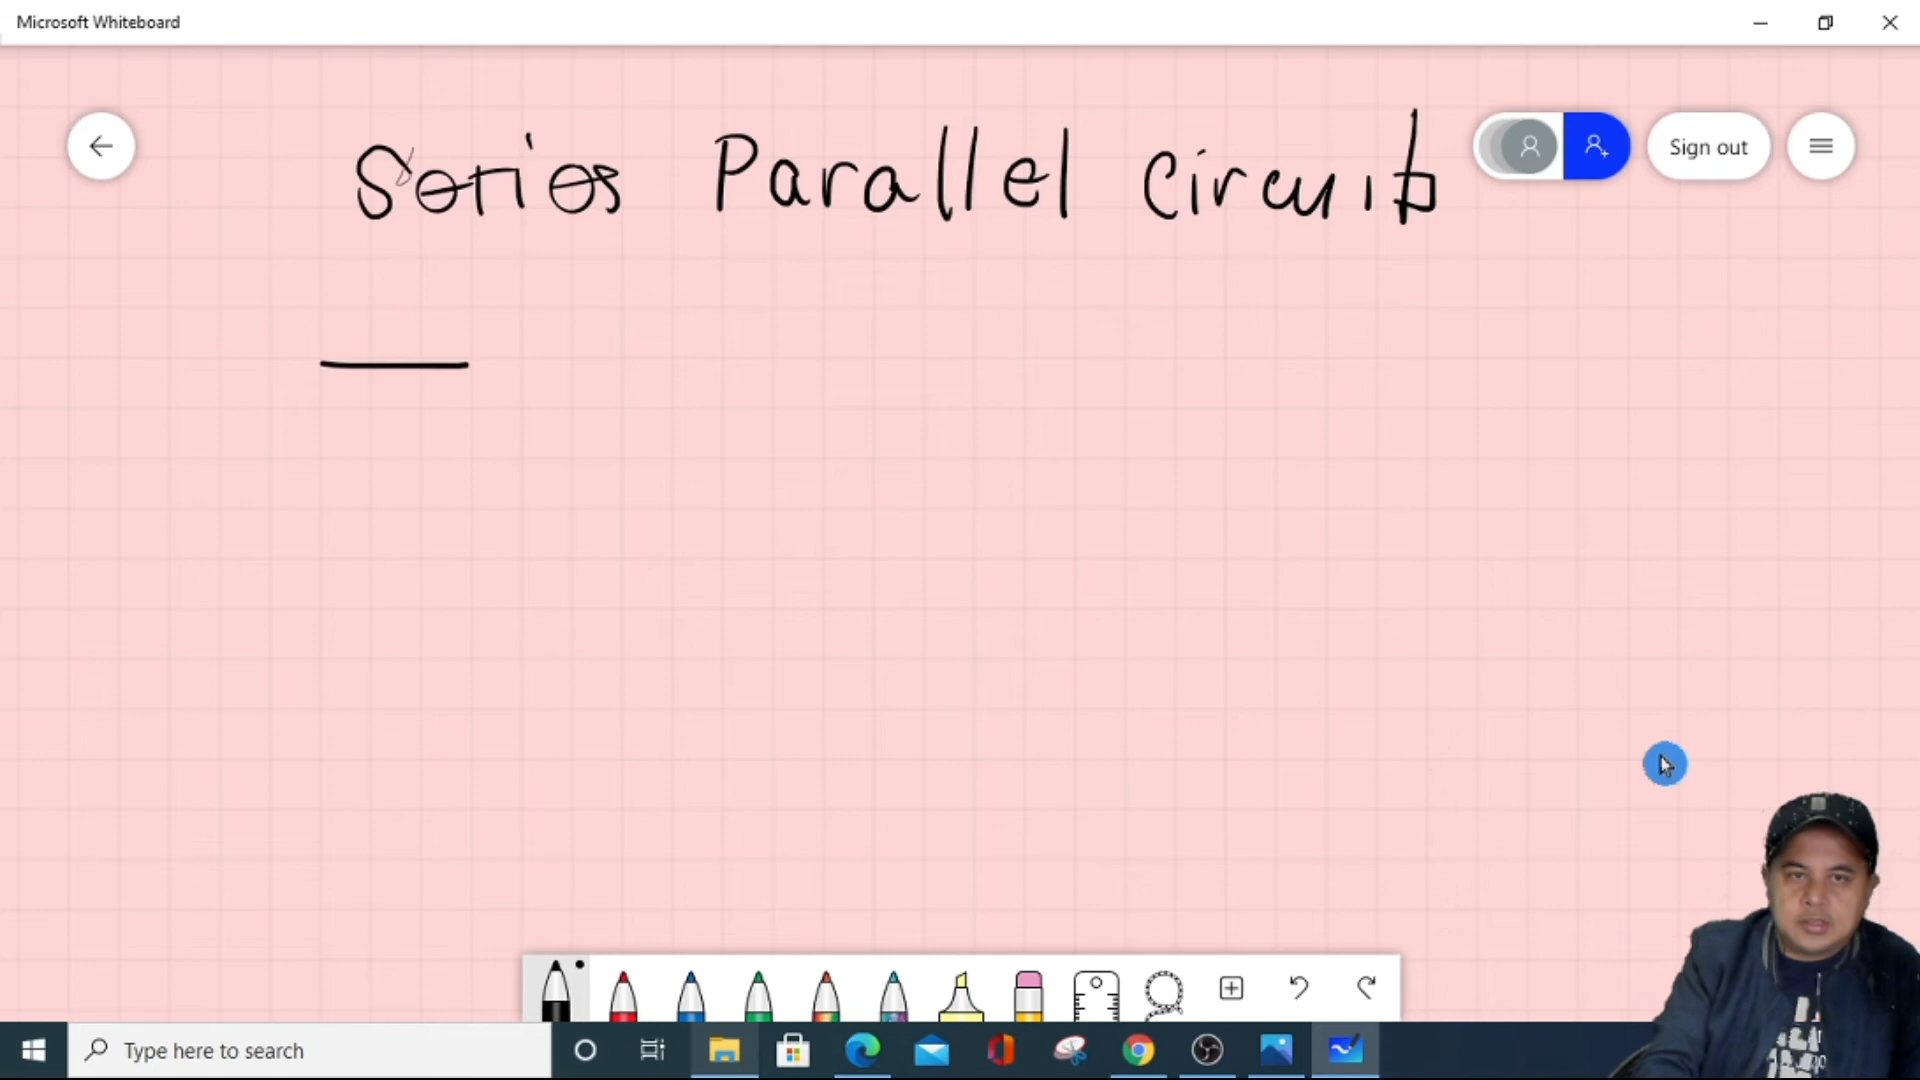 Microsoft Whiteboard
Series Parallel Circuit
Sign out
Type here to search